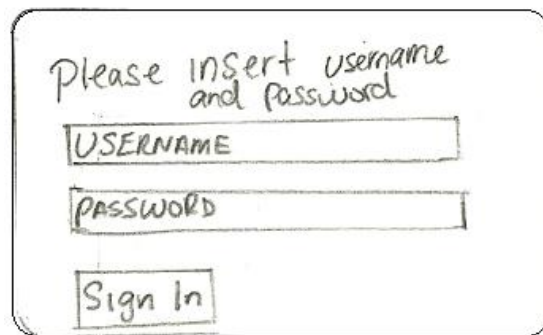 Please insert username
and password
USERNAME
PASSWORD
Sign In